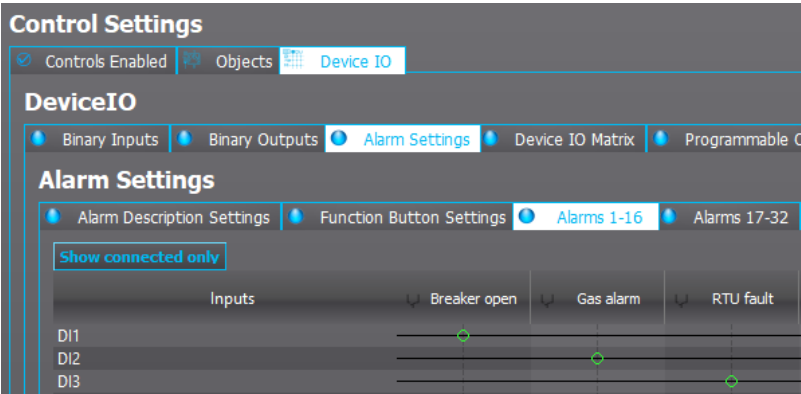 Control Settings
Controls Enabled Objects Device IO
DeviceIO
Binary Inputs Binary Outputs Alarm Settings Device IO Matrix Programmable
Alarm Settings
Alarm Description Settings Function Button Settings Alarms 1-16 Alarms 17-32
Show connected only
Inputs Breaker open Gas alarm RTU fault
DI1
DI2
DI3